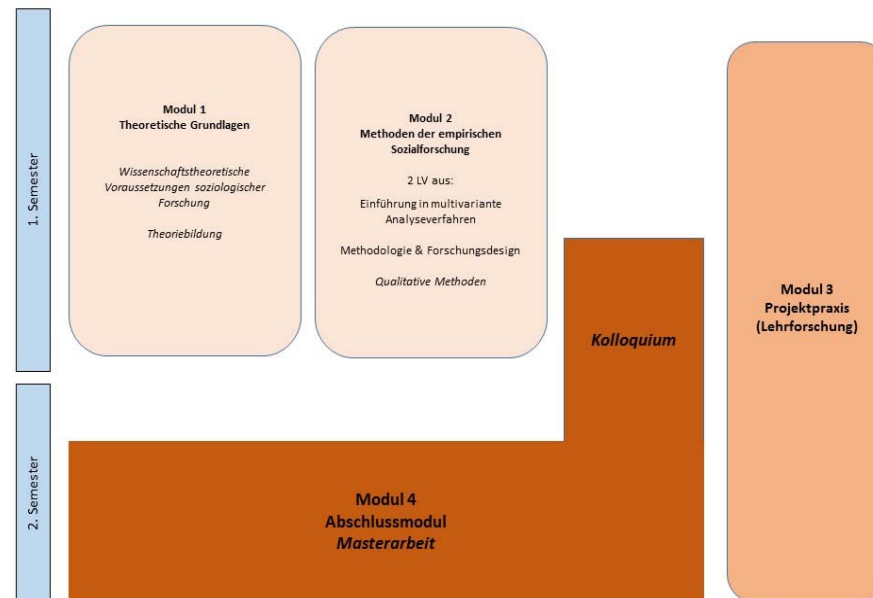 1. Semester
Modul 1
Theoretische Grundlagen
Wissenschaftstheoretische
Voraussetzungen soziologischer
Forschung
Theoriebildung
Modul 2
Methoden der empirischen
Sozialforschung
2 LV aus:
Einführung in multivariante
Analyseverfahren
Methodologie & Forschungsdesign
Qualitative Methoden
Kolloquium
Modul 3
Projektpraxis
(Lehrforschung)
2. Semester
Modul 4
Abschlussmodul
Masterarbeit